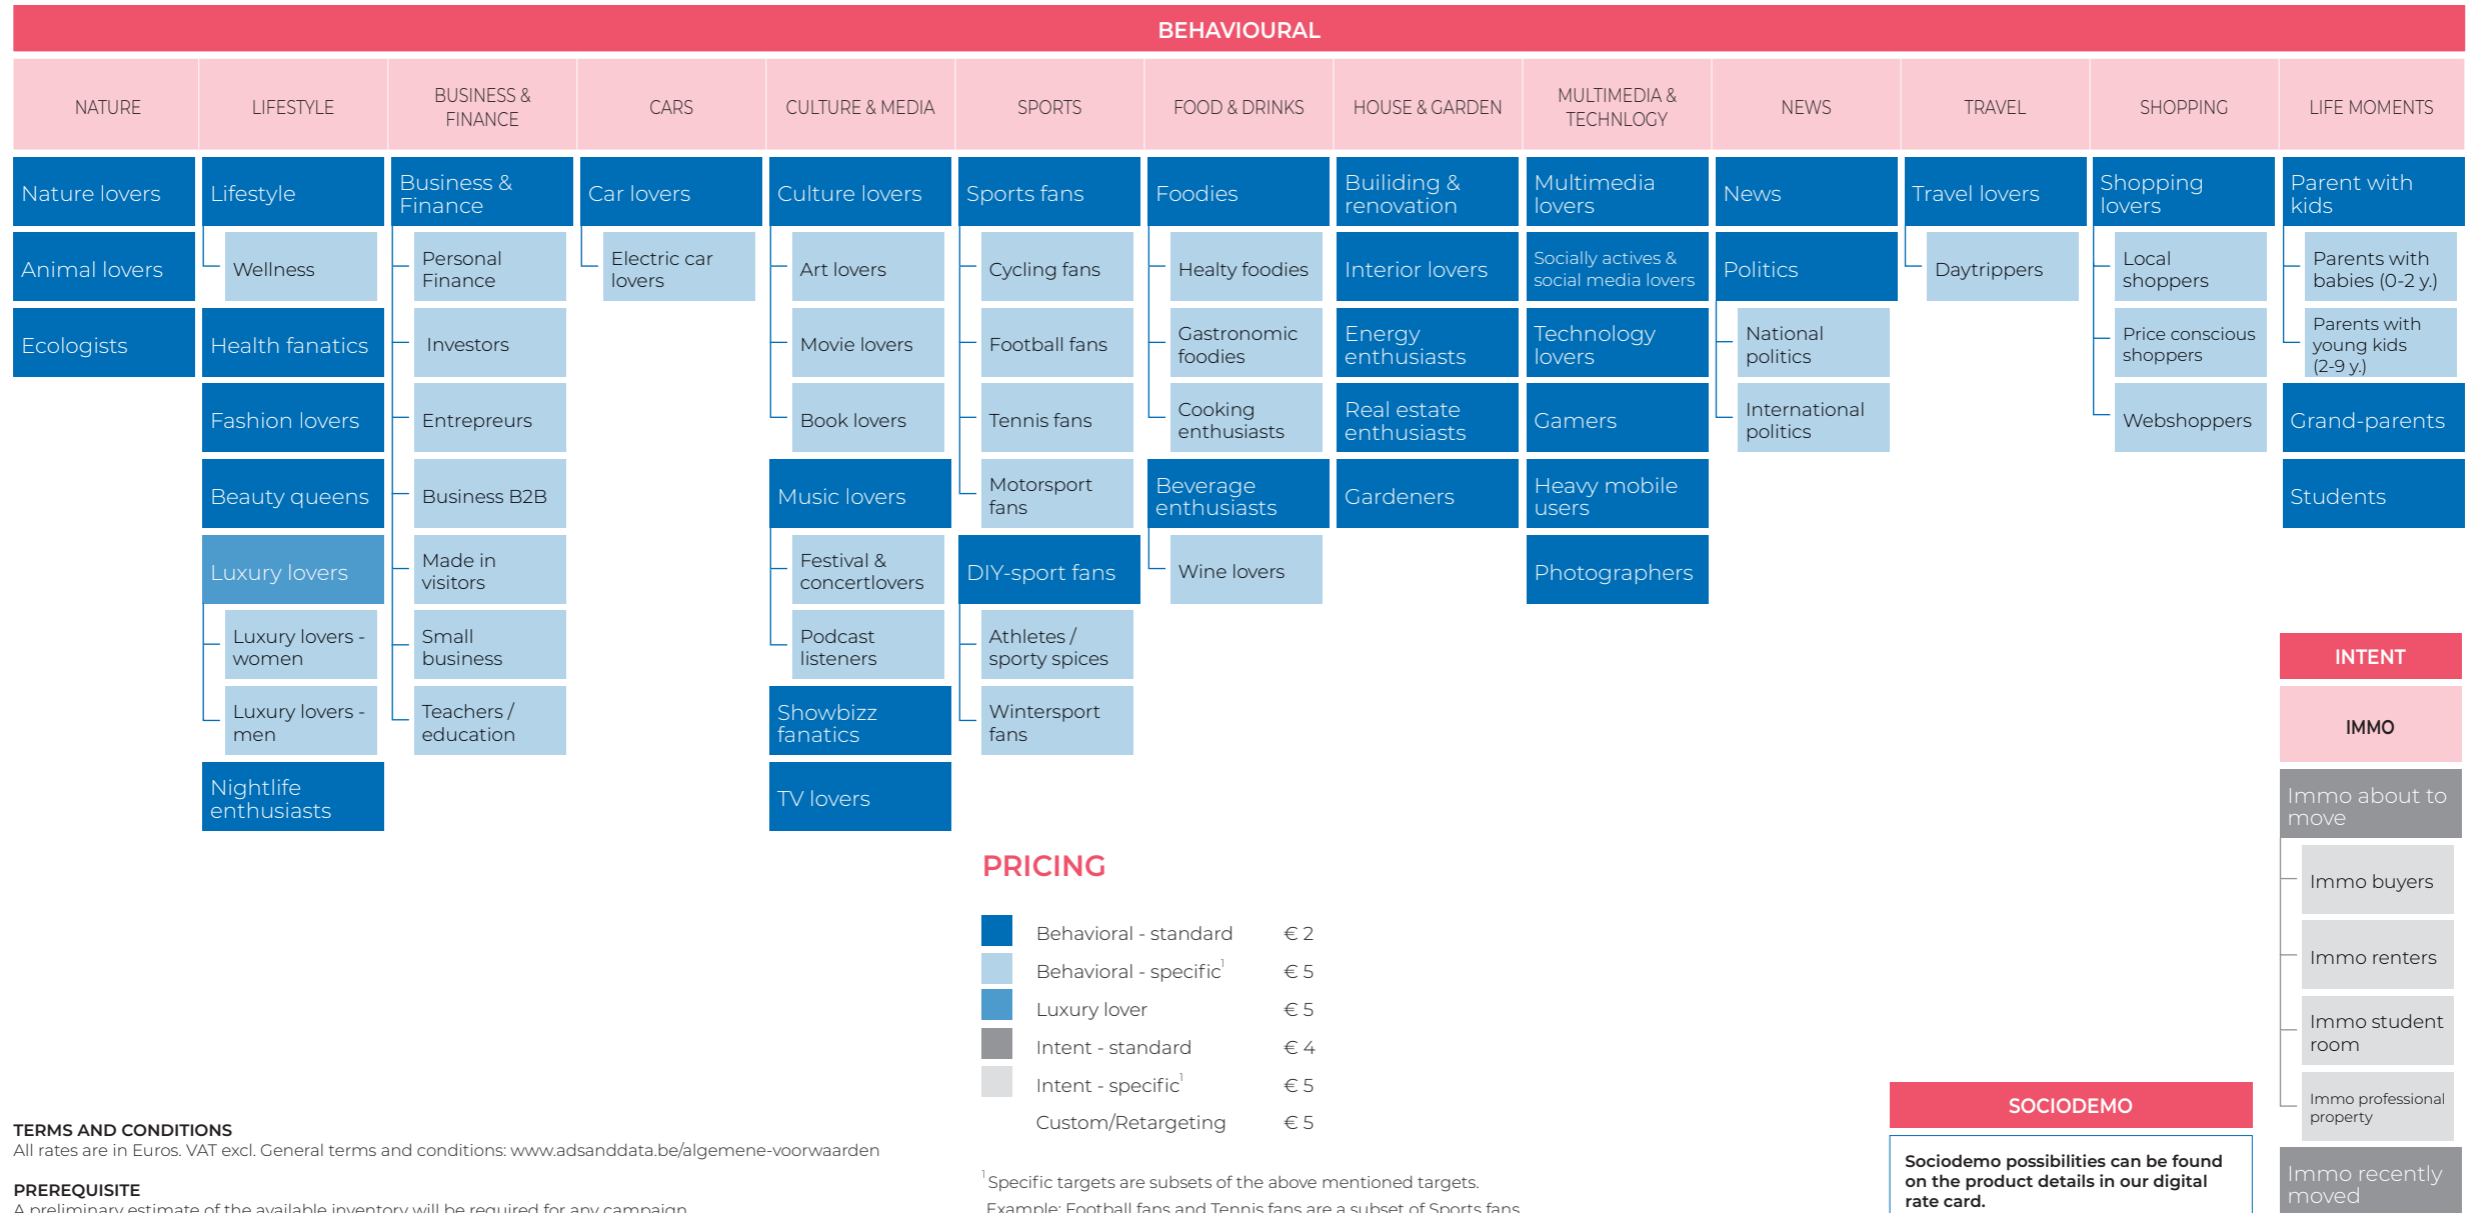 BEHAVIOURAL
NATURE
LIFESTYLE
BUSINESS &
FINANCE
CARS
CULTURE & MEDIA
SPORTS
FOOD & DRINKS
HOUSE & GARDEN
MULTIMEDIA &
TECHNLOGY
NEWS
TRAVEL
SHOPPING
LIFE MOMENTS
Nature lovers
Animal lovers
Ecologists
Lifestyle
Wellness
Health fanatics
Fashion lovers
Beauty queens
Luxury lovers
Luxury lovers -
women
Luxury lovers -
men
Nightlife
enthusiasts
Business &
Finance
Personal
Finance
Investors
Entrepreurs
Business B2B
Made in
visitors
Small
business
Teachers /
education
Car lovers
Electric car
lovers
Culture lovers
Art lovers
Movie lovers
Book lovers
Music lovers
Festival &
concertlovers
Podcast
listeners
Showbizz
fanatics
TV lovers
Sports fans
Cycling fans
Football fans
Tennis fans
Motorsport
fans
DIY-sport fans
Athletes /
sporty spices
Wintersport
fans
Foodies
Healty foodies
Gastronomic
foodies
Cooking
enthusiasts
Beverage
enthusiasts
Wine lovers
Builiding &
renovation
Interior lovers
Energy
enthusiasts
Real estate
enthusiasts
Gardeners
Multimedia
lovers
Socially actives &
social media lovers
Technology
lovers
Gamers
Heavy mobile
users
Photographers
News
Politics
National
politics
International
politics
Travel lovers
Daytrippers
Shopping
lovers
Local
shoppers
Price conscious
shoppers
Webshoppers
Parent with
kids
Parents with
babies (0-2 y.)
Parents with
young kids
(2-9 y.)
Grand-parents
Students
INTENT
IMMO
Immo about to
move
Immo buyers
Immo renters
Immo student
room
Immo professional
property
Immo recently
moved
PRICING
Behavioral - standard € 2
Behavioral - specific¹ € 5
Luxury lover € 5
Intent - standard € 4
Intent - specific¹ € 5
Custom/Retargeting € 5
¹ Specific targets are subsets of the above mentioned targets.
Example: Football fans and Tennis fans are a subset of Sports fans
SOCIODEMO
Sociodemo possibilities can be found
on the product details in our digital
rate card.
TERMS AND CONDITIONS
All rates are in Euros. VAT excl. General terms and conditions: www.adsanddata.be/algemene-voorwaarden
PREREQUISITE
A preliminary estimate of the available inventory will be required for any campaign